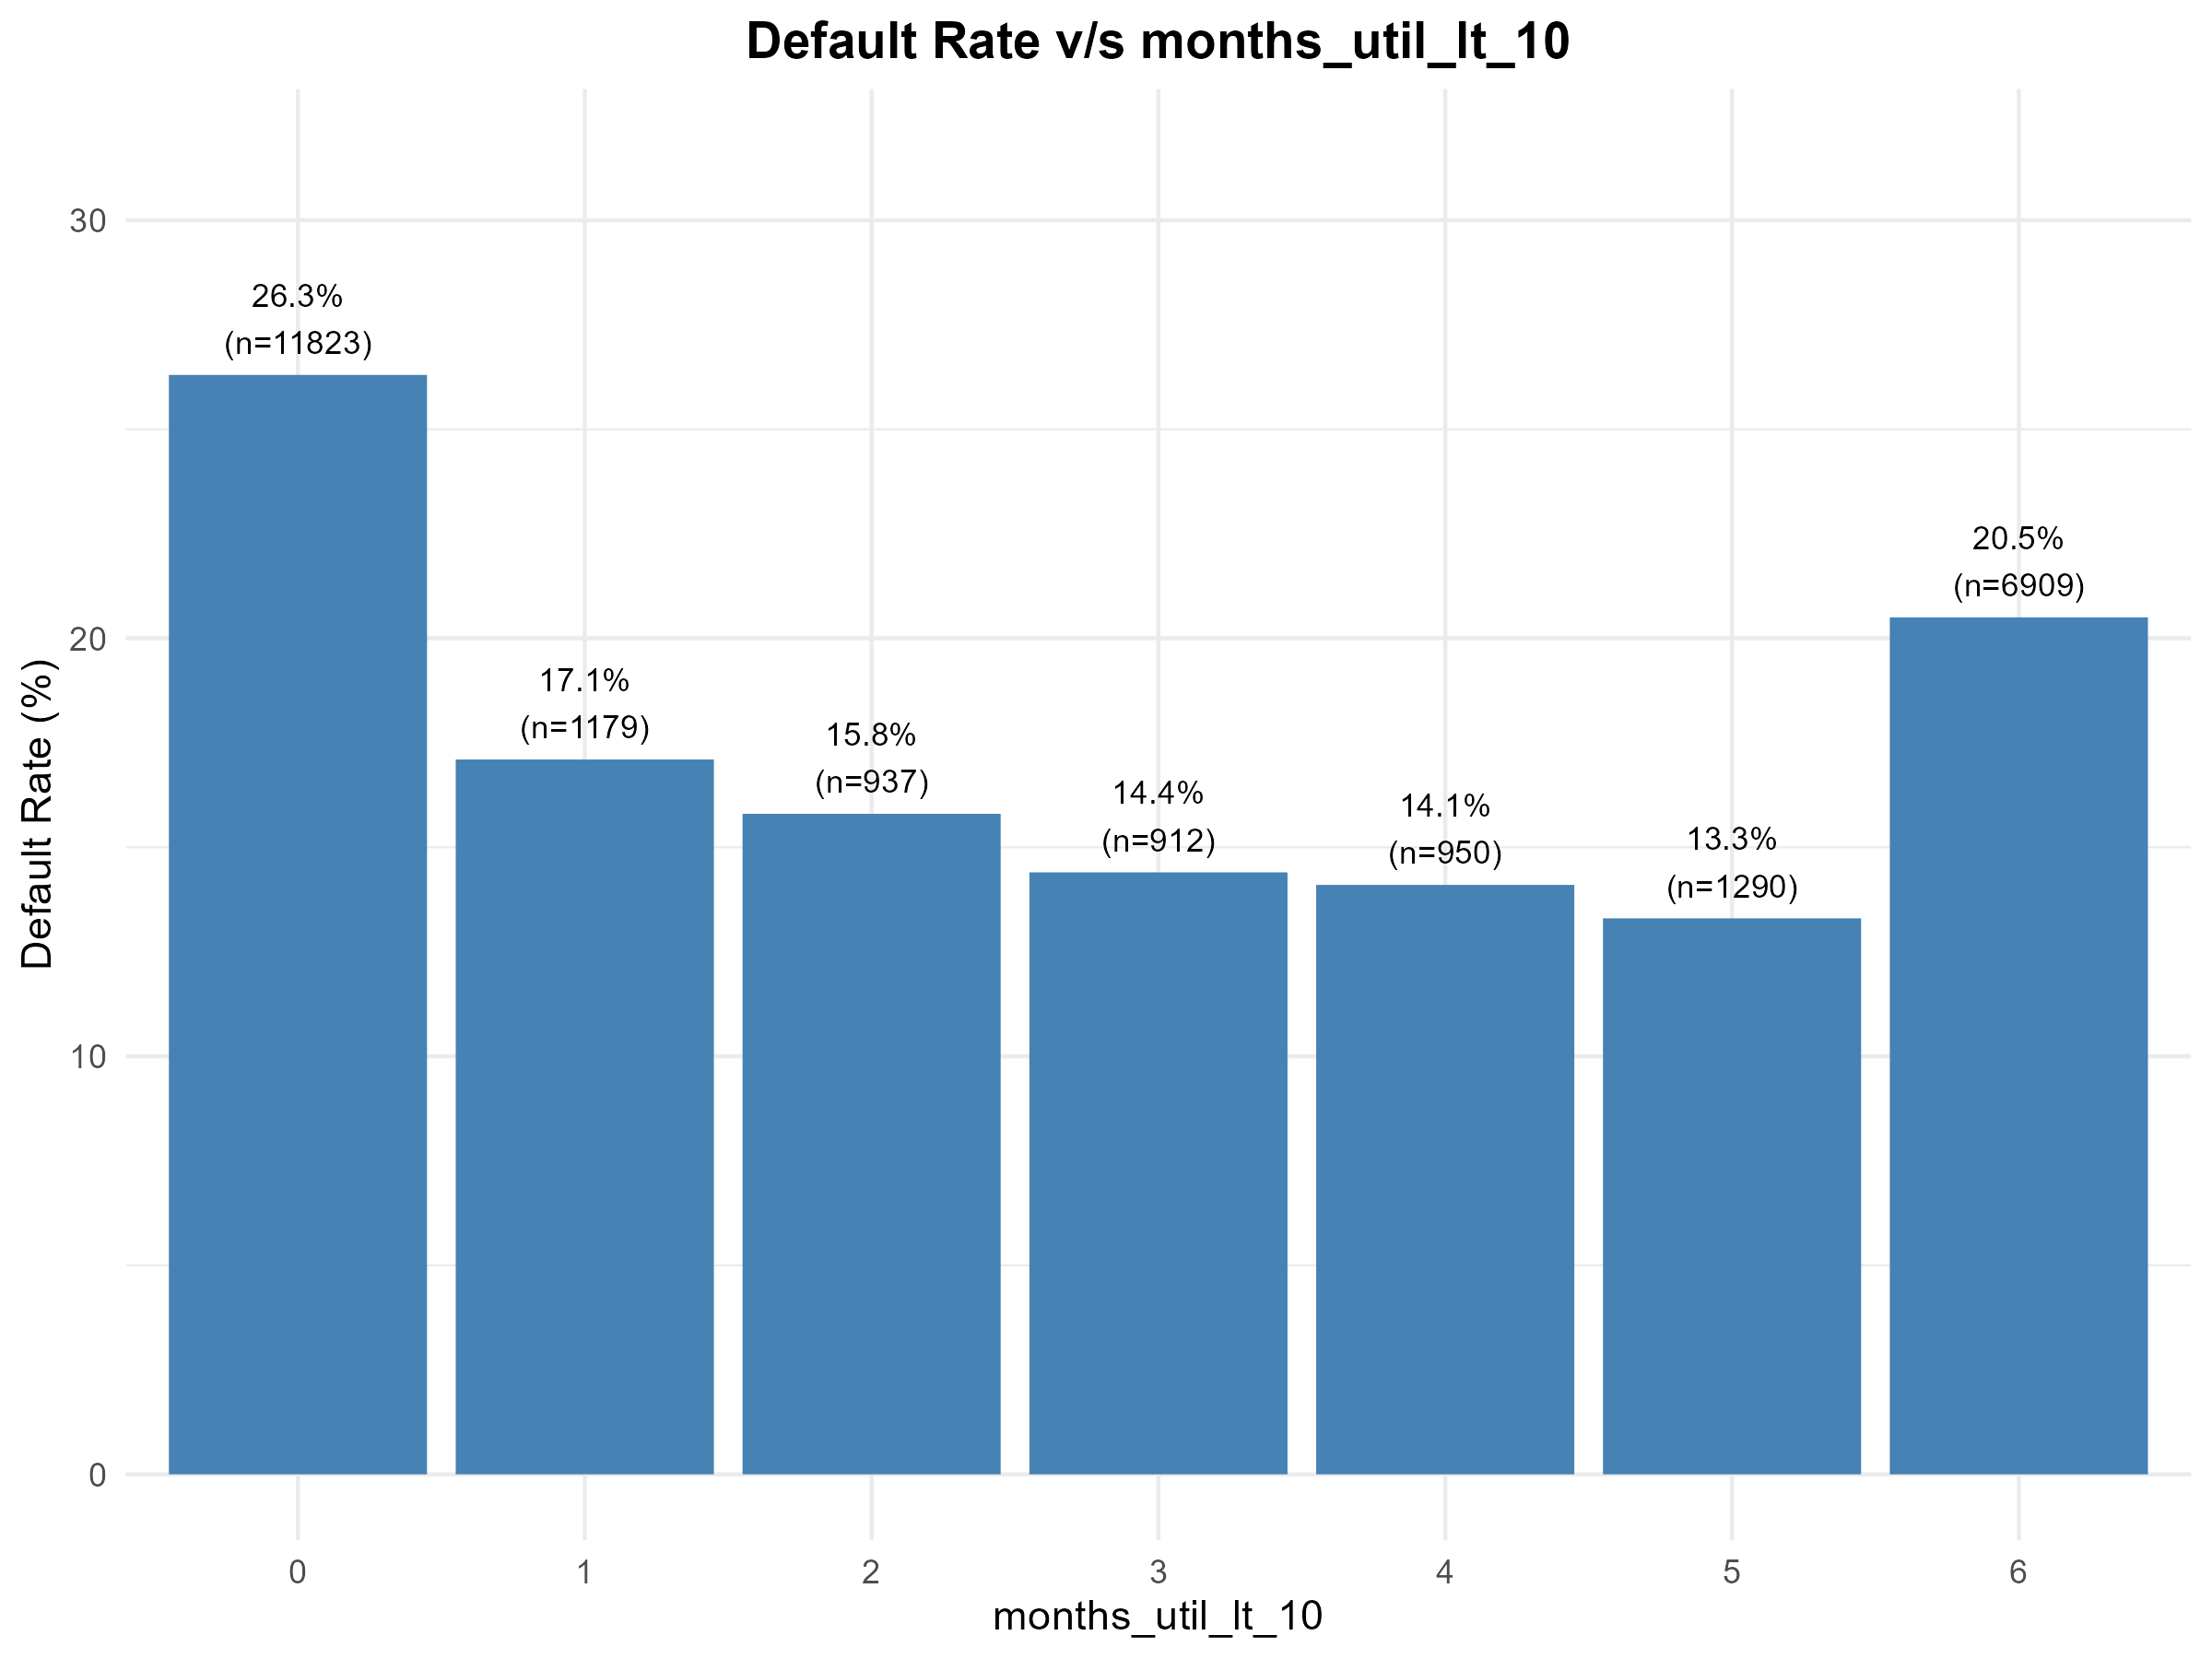 Default Rate v/s months_util_lt_10
30
26.3%
(n=11823)
20.5%
(n=6909)
20
17.1%
(n=1179)
15.8%
(n=937)
14.4%
(n=912)
14.1%
(n=950)
13.3%
(n=1290)
Default Rate (%)
10
0
0 1 2 3 4 5 6
months_util_lt_10